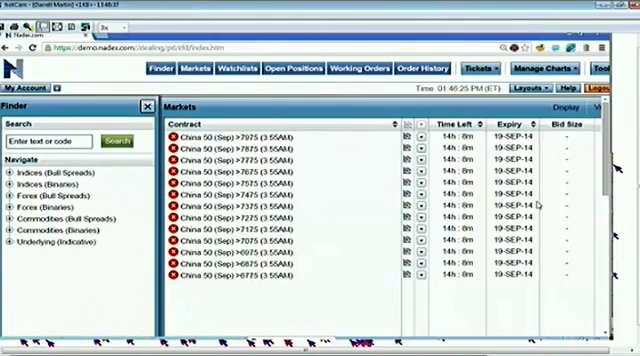 hotCam - [Darrell Martin] <1KB> - 13:46:37
2x
Nadex.com
https://demo.nadex.com/dealing/pd/cfd/index.htm
Finder Markets Watchlists Open Positions Working Orders Order History Tickets Manage Charts Tool
My Account Time: 01:46:25 PM (ET) Layouts Help Logou
Finder
Markets Display
Search
Contract Time Left Expiry Bid Size
Enter text or code Search
China 50 (Sep) >7975 (3:55AM) 14h : 8m 19-SEP-14 -
China 50 (Sep) >7875 (3:55AM) 14h : 8m 19-SEP-14 -
China 50 (Sep) >7775 (3:55AM) 14h : 8m 19-SEP-14 -
China 50 (Sep) >7675 (3:55AM) 14h : 8m 19-SEP-14 -
China 50 (Sep) >7575 (3:55AM) 14h : 8m 19-SEP-14 -
China 50 (Sep) >7475 (3:55AM) 14h : 8m 19-SEP-14 -
China 50 (Sep) >7375 (3:55AM) 14h : 8m 19-SEP-14 -
China 50 (Sep) >7275 (3:55AM) 14h : 8m 19-SEP-14 -
China 50 (Sep) >7175 (3:55AM) 14h : 8m 19-SEP-14 -
China 50 (Sep) >7075 (3:55AM) 14h : 8m 19-SEP-14 -
China 50 (Sep) >6975 (3:55AM) 14h : 8m 19-SEP-14 -
China 50 (Sep) >6875 (3:55AM) 14h : 8m 19-SEP-14 -
China 50 (Sep) >6775 (3:55AM) 14h : 8m 19-SEP-14 -
Navigate
Indices (Bull Spreads)
Indices (Binaries)
Forex (Bull Spreads)
Forex (Binaries)
Commodities (Bull Spreads)
Commodities (Binaries)
Underlying (Indicative)